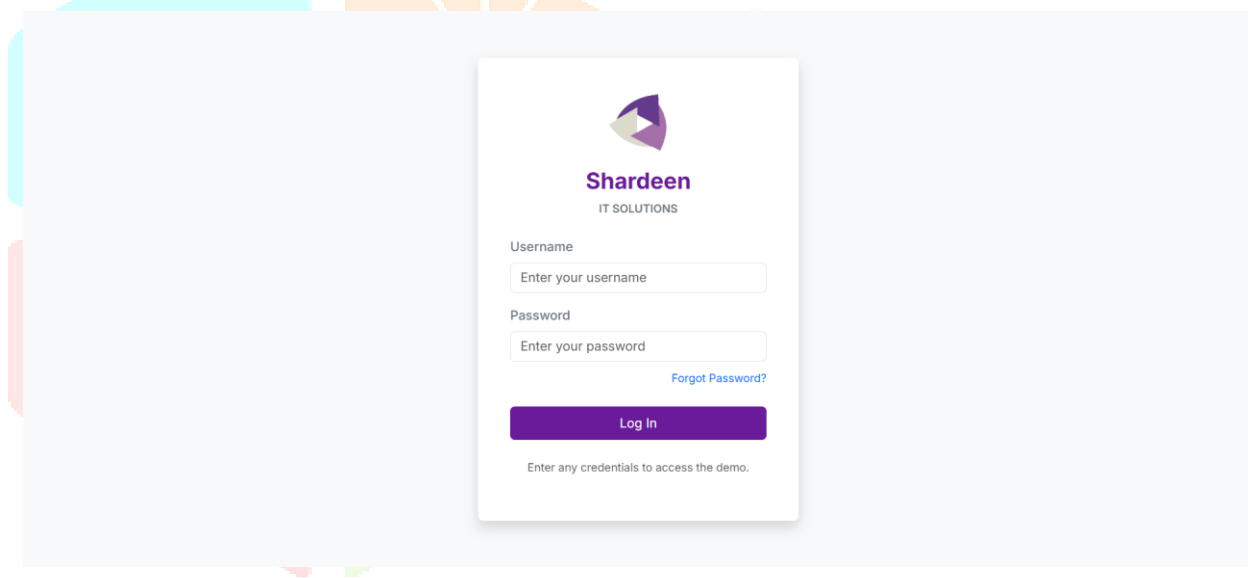 Shardeen
IT SOLUTIONS
Username
Enter your username
Password
Enter your password
Forgot Password?
Log In
Enter any credentials to access the demo.